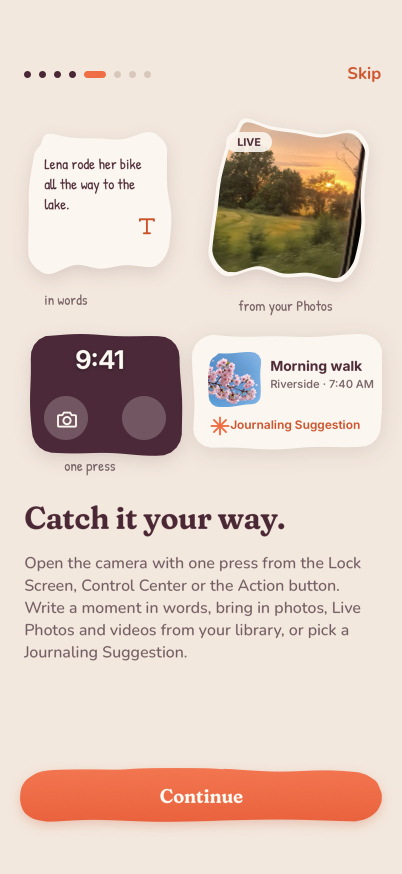 Skip
Lena rode her bike
all the way to the
lake.
T
in words
LIVE
from your Photos
9:41
one press
Morning walk
Riverside · 7:40 AM
Journaling Suggestion
Catch it your way.
Open the camera with one press from the Lock
Screen, Control Center or the Action button.
Write a moment in words, bring in photos, Live
Photos and videos from your library, or pick a
Journaling Suggestion.
Continue